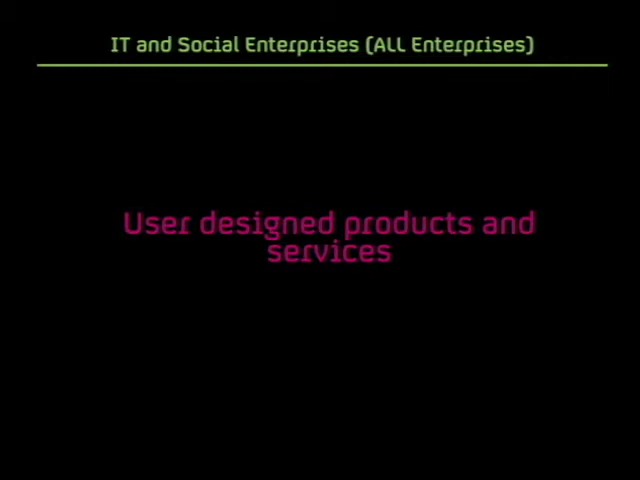 IT and Social Enterprises (ALL Enterprises)
User designed products and
services